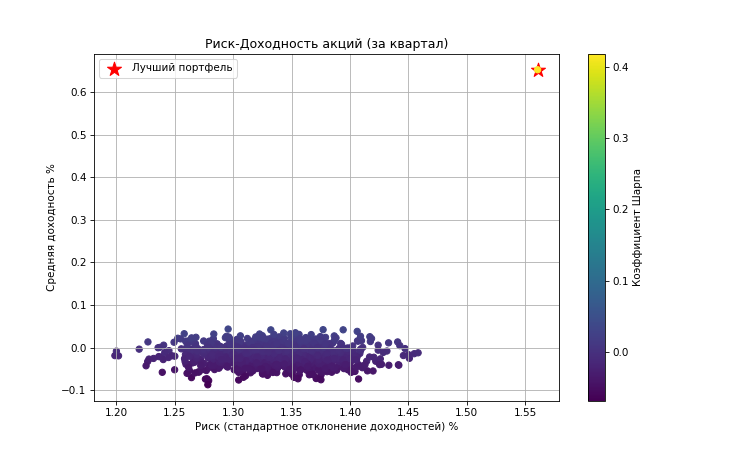 Риск-Доходность акций (за квартал)
Лучший портфель
0.6
0.5
0.4
0.3
0.2
0.1
0.0
−0.1
Средняя доходность %
1.20 1.25 1.30 1.35 1.40 1.45 1.50 1.55
Риск (стандартное отклонение доходностей) %
0.4
0.3
0.2
0.1
0.0
Коэффициент Шарпа